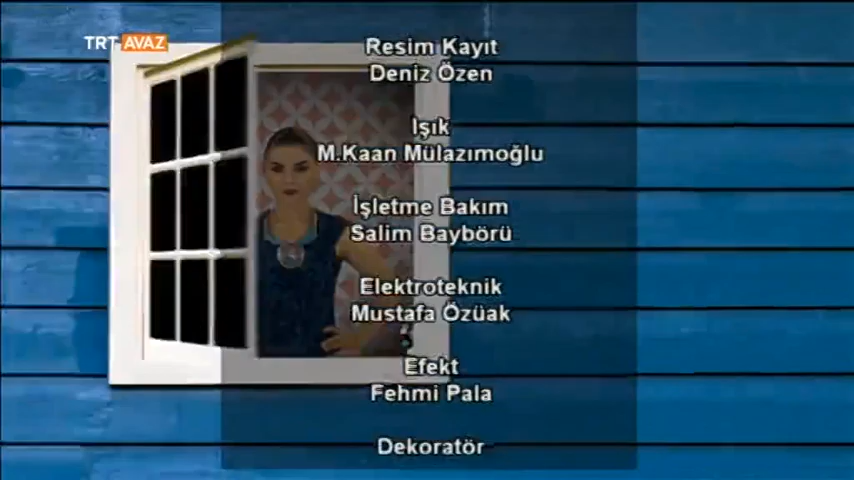 TRT AVAZ
Resim Kayıt
Deniz Özen
Işık
M.Kaan Mülazımoğlu
İşletme Bakım
Salim Baybörü
Elektroteknik
Mustafa Özüak
Efekt
Fehmi Pala
Dekoratör